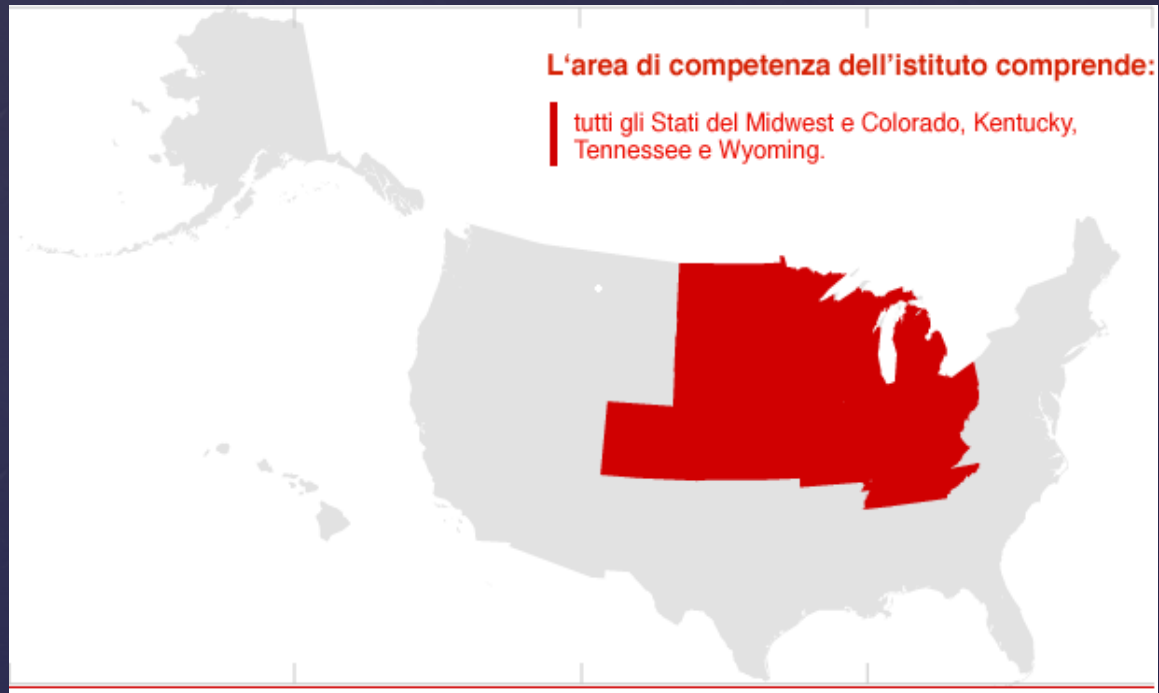 L‘area di competenza dell’istituto comprende:
tutti gli Stati del Midwest e Colorado, Kentucky,
Tennessee e Wyoming.